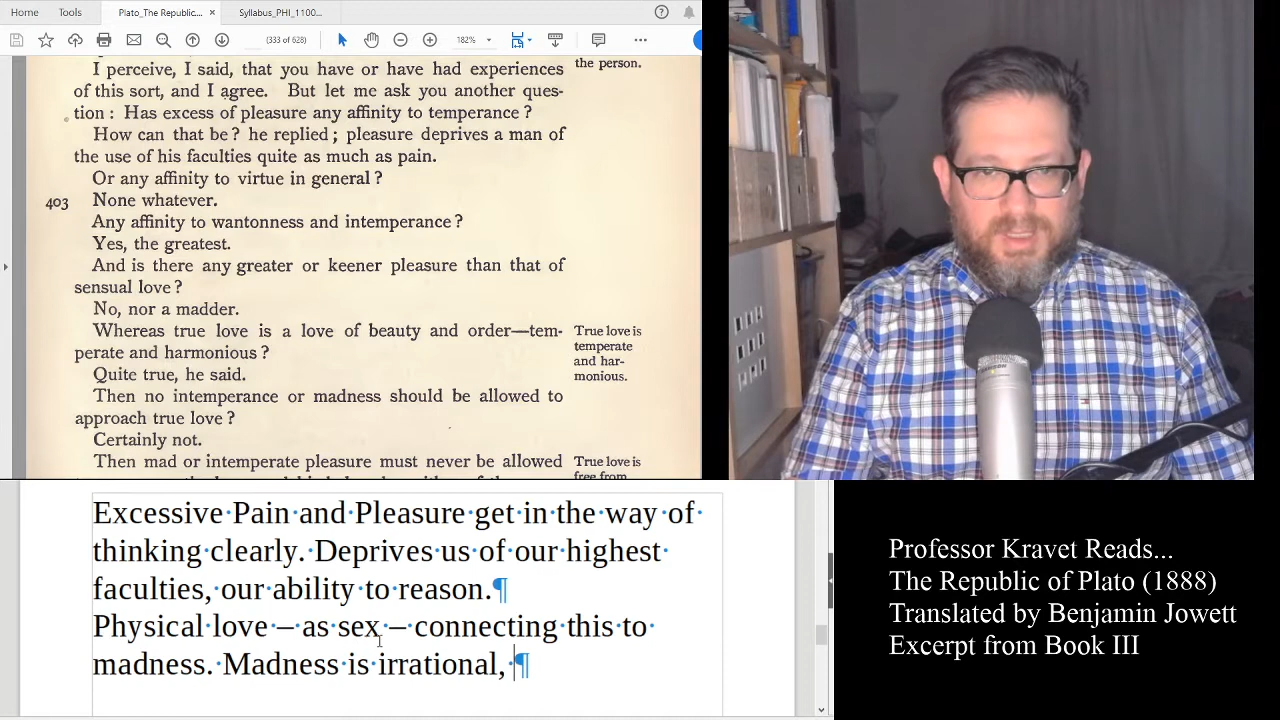 Home Tools Plato_The Republic... × Syllabus_PHI_1100...
(333 of 628) 182%
I perceive, I said, that you have or have had experiences
the person.
of this sort, and I agree. But let me ask you another ques-
tion : Has excess of pleasure any affinity to temperance ?
How can that be ? he replied ; pleasure deprives a man of
the use of his faculties quite as much as pain.
Or any affinity to virtue in general ?
403 None whatever.
Any affinity to wantonness and intemperance ?
Yes, the greatest.
And is there any greater or keener pleasure than that of
sensual love ?
No, nor a madder.
Whereas true love is a love of beauty and order—tem-
perate and harmonious ?
True love is
temperate
and har-
monious.
Quite true, he said.
Then no intemperance or madness should be allowed to
approach true love ?
Certainly not.
Then mad or intemperate pleasure must never be allowed
True love is
Excessive·Pain·and·Pleasure·get·in·the·way·of·
thinking·clearly.·Deprives·us·of·our·highest·
faculties,·our·ability·to·reason.¶
Physical·love·–·as·sex·–·connecting·this·to·
madness.·Madness·is·irrational,·¶
Professor Kravet Reads...
The Republic of Plato (1888)
Translated by Benjamin Jowett
Excerpt from Book III